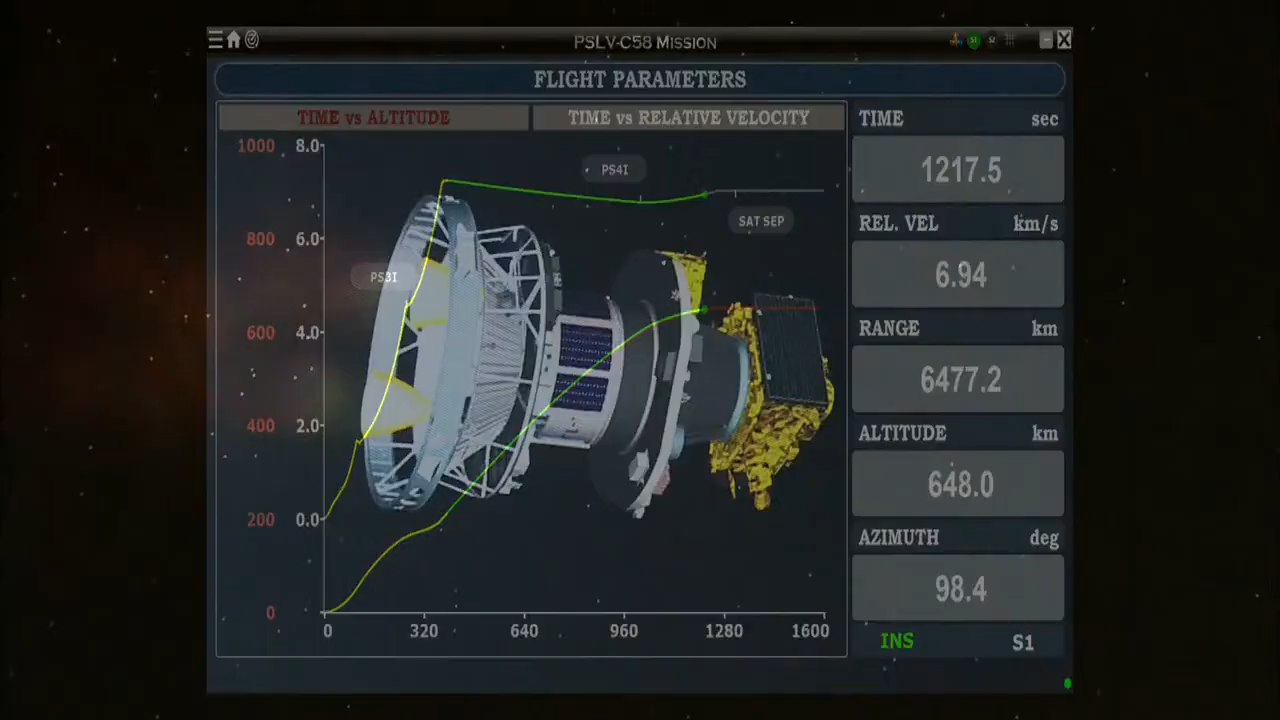 PSLV-C58 MISSION
FLIGHT PARAMETERS
TIME vs ALTITUDE
TIME vs RELATIVE VELOCITY
1000 8.0
800 6.0
600 4.0
400 2.0
200 0.0
0
0 320 640 960 1280 1600
PS3I
PS4I
SAT SEP
TIME sec
1217.5
REL. VEL km/s
6.94
RANGE km
6477.2
ALTITUDE km
648.0
AZIMUTH deg
98.4
INS S1